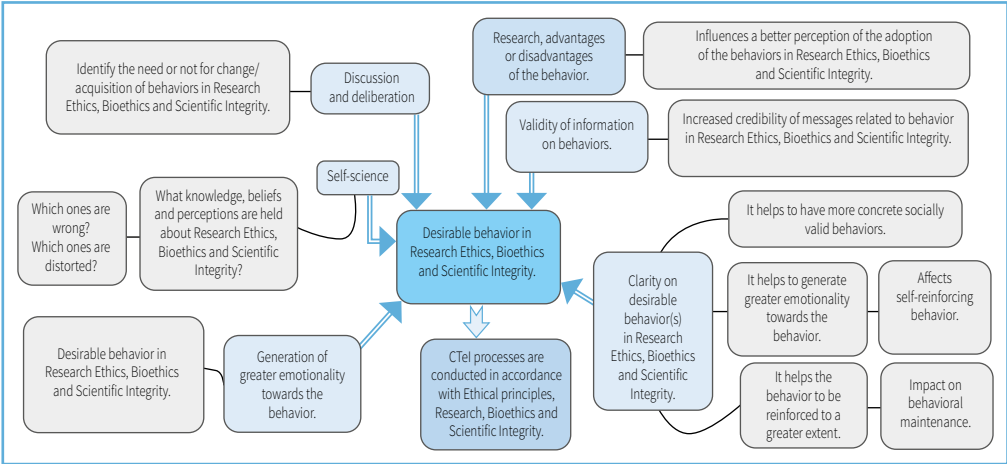 Identify the need or not for change/
acquisition of behaviors in Research
Ethics, Bioethics and Scientific Integrity.
Discussion
and deliberation
Research, advantages
or disadvantages
of the behavior.
Influences a better perception of the adoption
of the behaviors in Research Ethics, Bioethics
and Scientific Integrity.
Validity of information
on behaviors.
Increased credibility of messages related to behavior
in Research Ethics, Bioethics and Scientific Integrity.
Self-science
Which ones are
wrong?
Which ones are
distorted?
What knowledge, beliefs
and perceptions are held
about Research Ethics,
Bioethics and Scientific
Integrity?
Desirable behavior in
Research Ethics, Bioethics
and Scientific Integrity.
It helps to have more concrete socially
valid behaviors.
Clarity on
desirable
behavior(s)
in Research
Ethics, Bioethics
and Scientific
Integrity.
It helps to generate
greater emotionality
towards the
behavior.
Affects
self-reinforcing
behavior.
Desirable behavior in
Research Ethics, Bioethics
and Scientific Integrity.
Generation of
greater emotionality
towards the
behavior.
CTeI processes are
conducted in accordance
with Ethical principles,
Research, Bioethics and
Scientific Integrity.
It helps the
behavior to be
reinforced to a
greater extent.
Impact on
behavioral
maintenance.